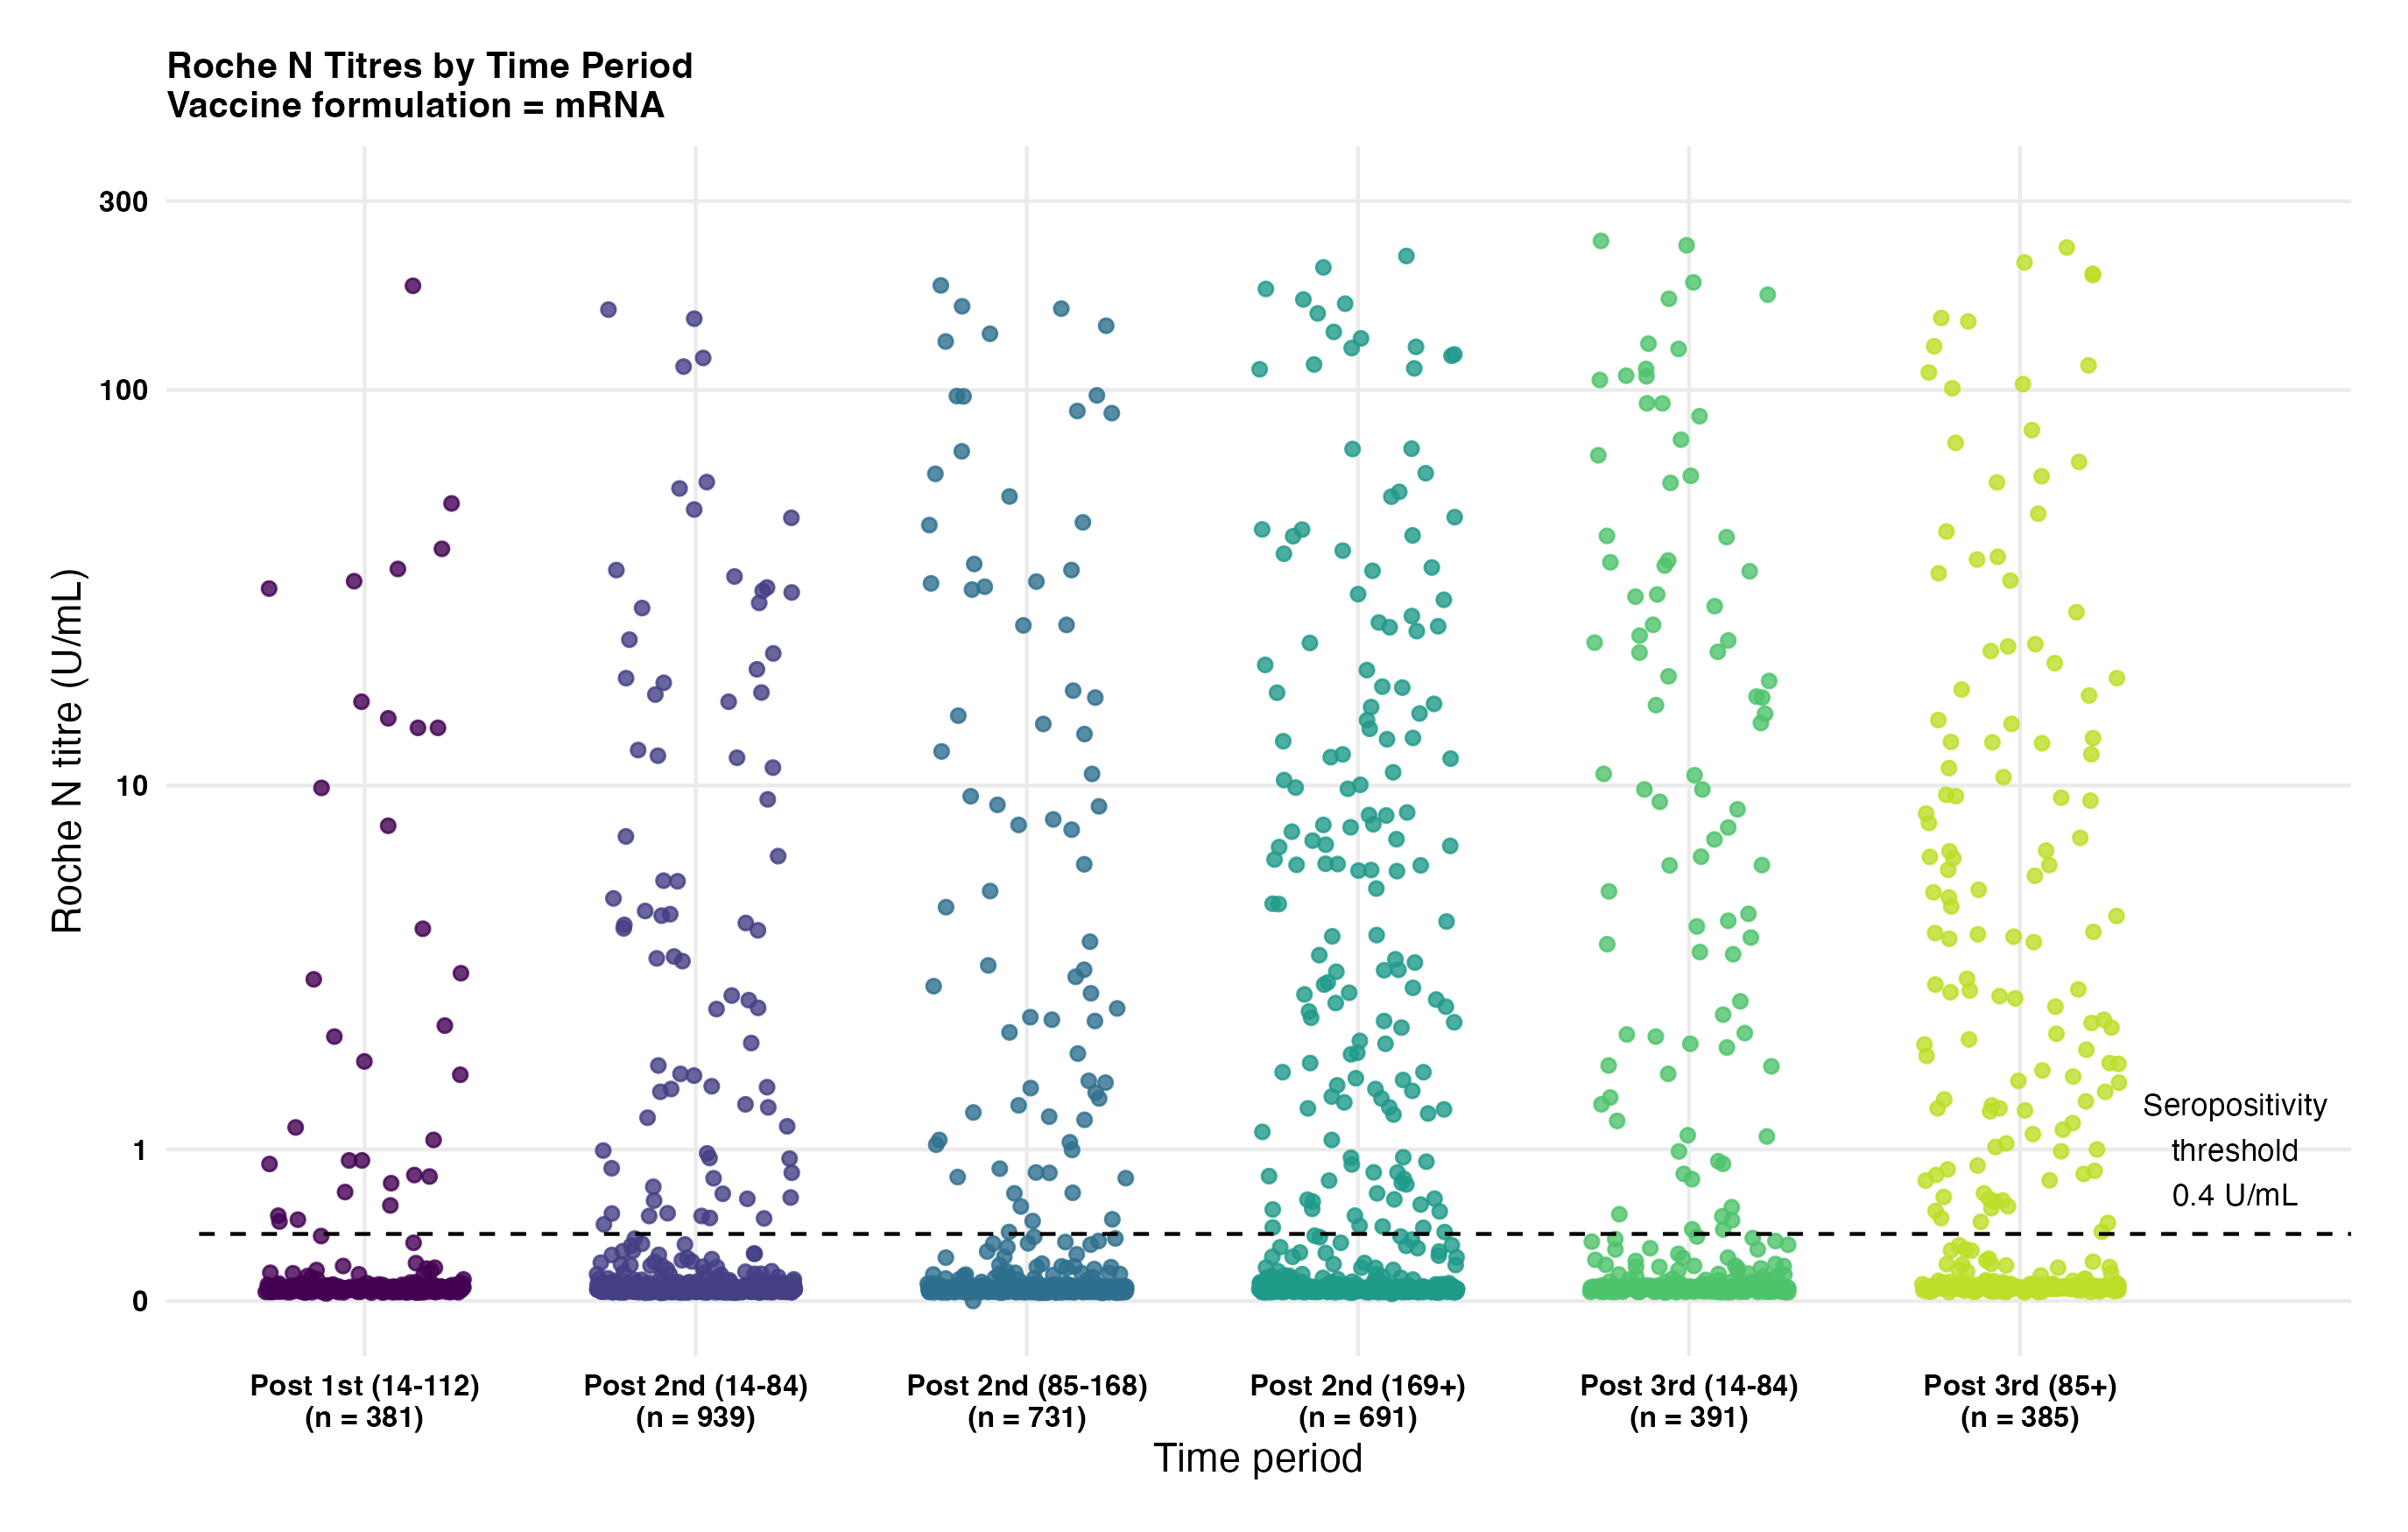 Roche N Titres by Time Period
Vaccine formulation = mRNA
Roche N titre (U/mL)
300
100
10
1
0
Seropositivity
threshold
0.4 U/mL
Post 1st (14-112)
(n = 381)
Post 2nd (14-84)
(n = 939)
Post 2nd (85-168)
(n = 731)
Post 2nd (169+)
(n = 691)
Post 3rd (14-84)
(n = 391)
Post 3rd (85+)
(n = 385)
Time period